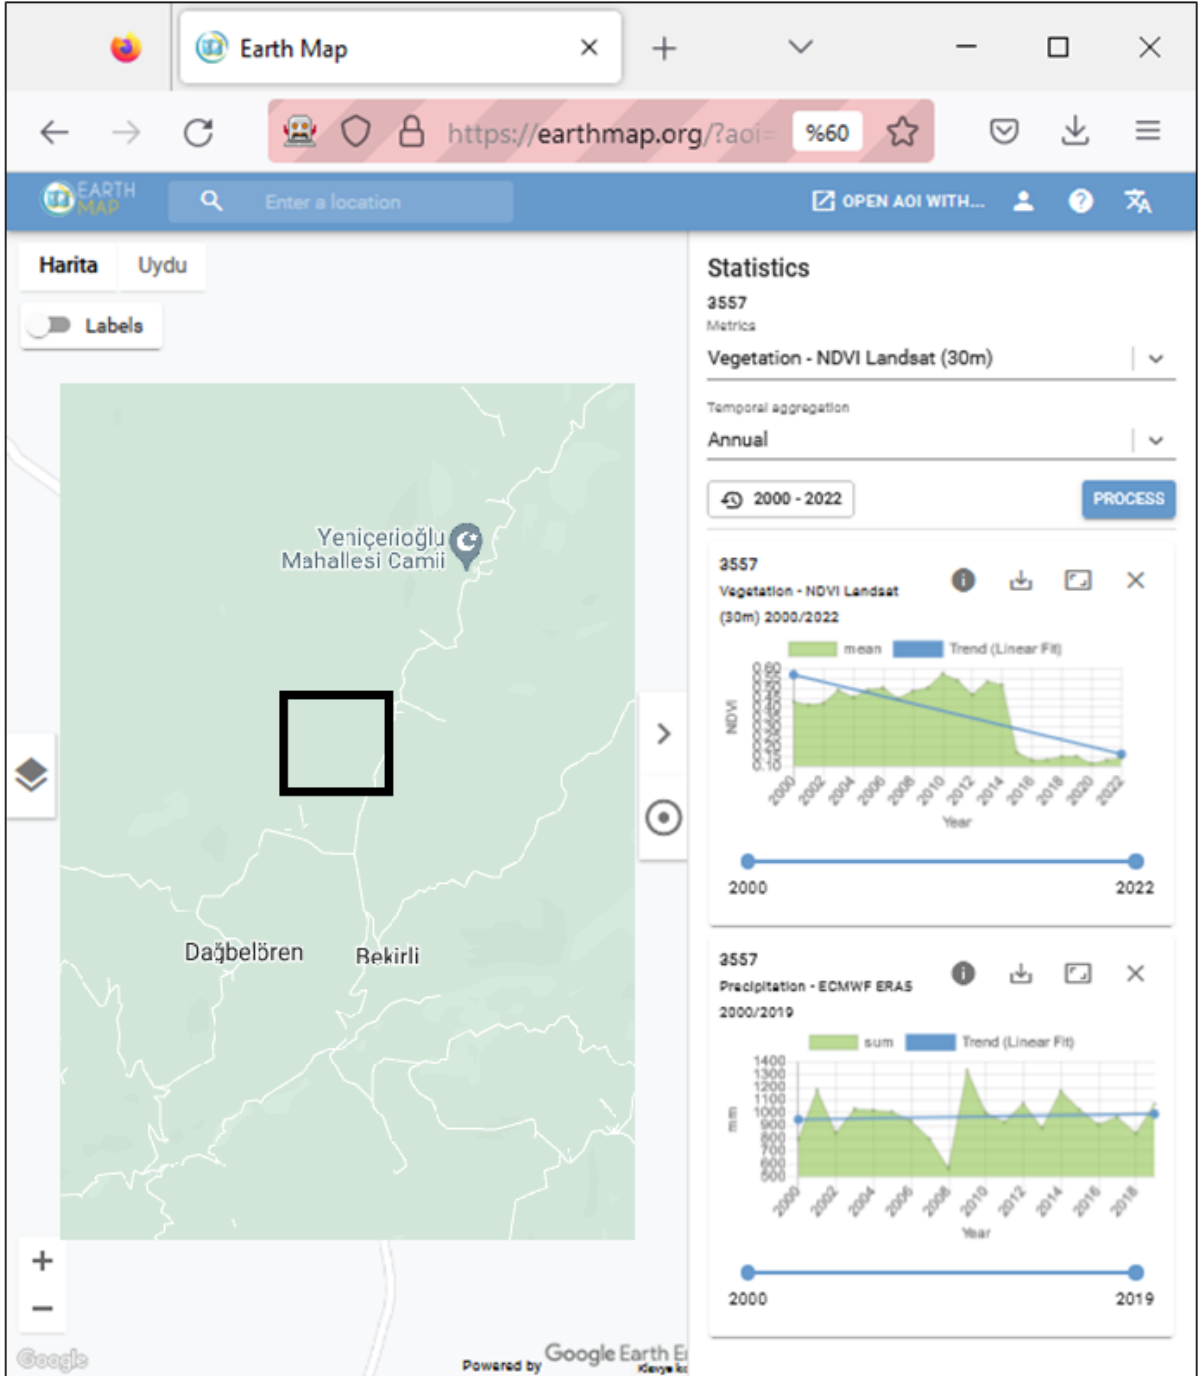 Earth Map
https://earthmap.org/?aoi=
%60
EARTH
MAP
Enter a location
OPEN AOI WITH...
Harita
Uydu
Labels
Yeniçerioğlu
Mahallesi Camii
Dağbelören
Bekirli
Google
Powered by
Google Earth E
Statistics
3557
Metrics
Vegetation - NDVI Landsat (30m)
Temporal aggregation
Annual
2000 - 2022
PROCESS
3557
Vegetation - NDVI Landsat
(30m) 2000/2022
mean
Trend (Linear Fit)
NDVI
0.60
0.10
2000 2002 2004 2006 2008 2010 2012 2014 2016 2018 2020 2022
Year
2000
2022
3557
Precipitation - ECMWF ERA5
2000/2019
sum
Trend (Linear Fit)
mm
1400
1300
1200
1100
1000
900
800
700
600
500
2000 2002 2004 2006 2008 2010 2012 2014 2016 2018
Year
2000
2019